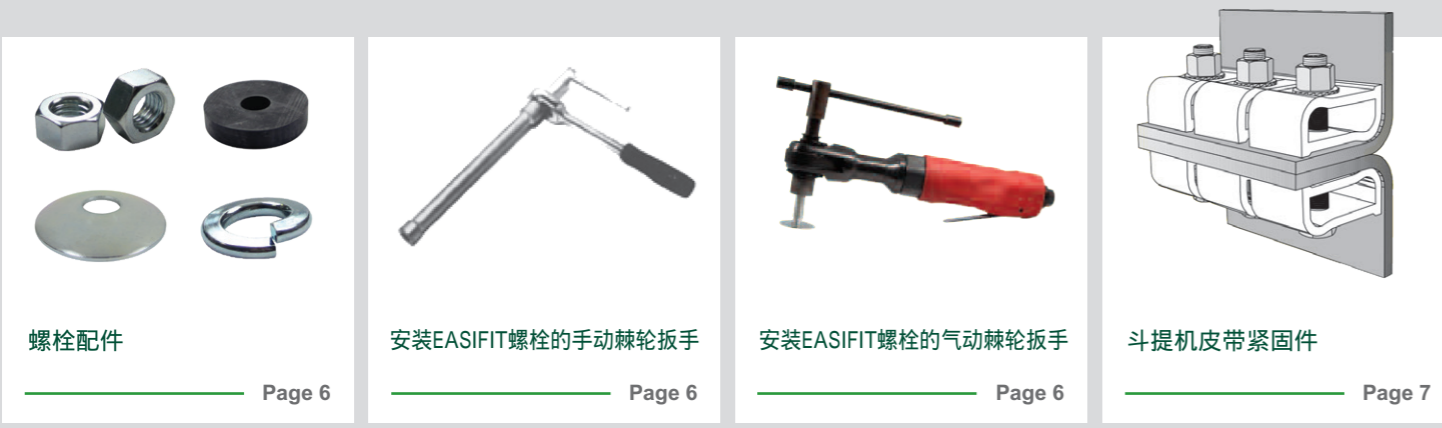 螺栓配件
Page 6
安装EASIFIT螺栓的手动棘轮扳手
Page 6
安装EASIFIT螺栓的气动棘轮扳手
Page 6
斗提机皮带紧固件
Page 7